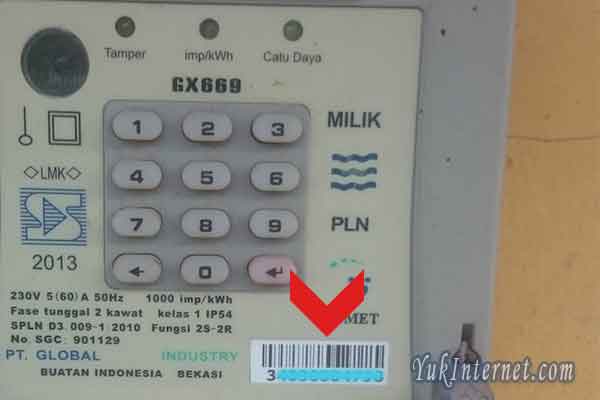 Tamper imp/kWh Catu Daya
GX669
1 2 3 MILIK
4 5 6
◇LMK◇
7 8 9 PLN
2013
← 0 ↵
230V 5(60)A 50Hz 1000 imp/kWh
Fase tunggal 2 kawat kelas 1 IP54
SPLN D3.009-1:2010 Fungsi 2S-2R
No. SGC: 901129
PT. GLOBAL INDUSTRY
BUATAN INDONESIA BEKASI
YukInternet.com